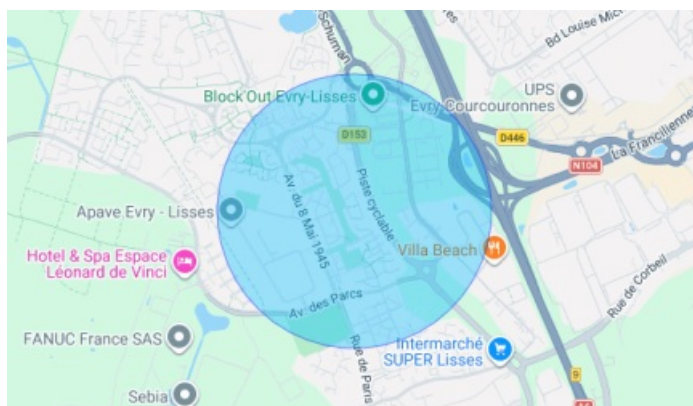 Schuman
Bd Louise Mic
Block'Out Evry-Lisses
UPS
Evry Courcouronnes
D153
D446
La Francilienne
N104
Av. du 8 Mai 1945
Piste cyclable
Apave Evry - Lisses
Villa Beach
Hotel & Spa Espace
Léonard de Vinci
Av. des Parcs
Rue de Corbeil
FANUC France SAS
Rue de Paris
Intermarché
SUPER Lisses
9
Sebia